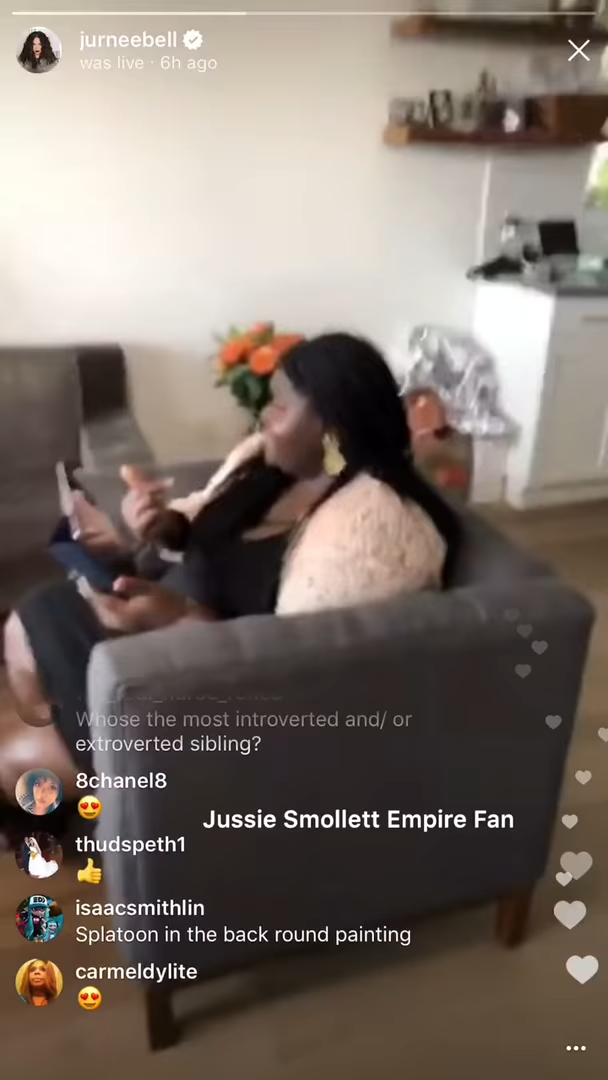 jurneebell
was live · 6h ago
Whose the most introverted and/ or
extroverted sibling?
8chanel8
😍
Jussie Smollett Empire Fan
thudspeth1
👍
isaacsmithlin
Splatoon in the back round painting
carmeldylite
😍